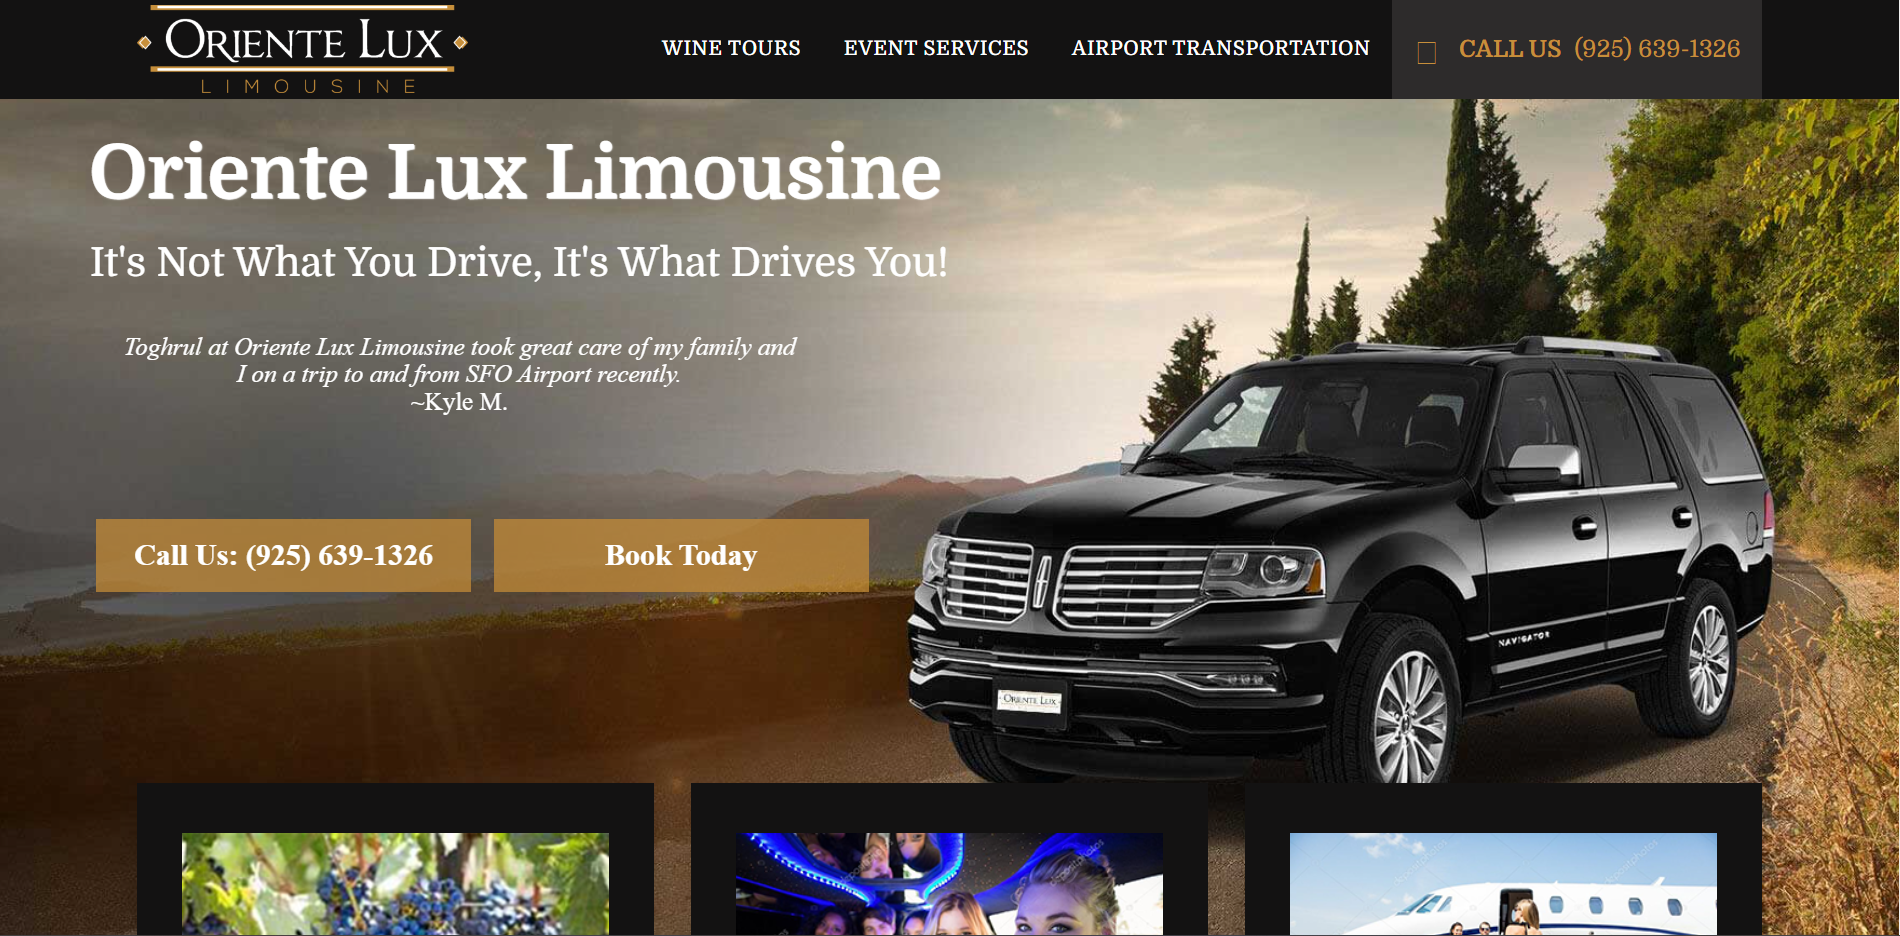 ORIENTE LUX
LIMOUSINE
WINE TOURS
EVENT SERVICES
AIRPORT TRANSPORTATION
CALL US (925) 639-1326
Oriente Lux Limousine
It's Not What You Drive, It's What Drives You!
Toghrul at Oriente Lux Limousine took great care of my family and
I on a trip to and from SFO Airport recently.
~Kyle M.
Call Us: (925) 639-1326
Book Today
NAVIGATOR
ORIENTE LUX
depositphotos
depositphotos